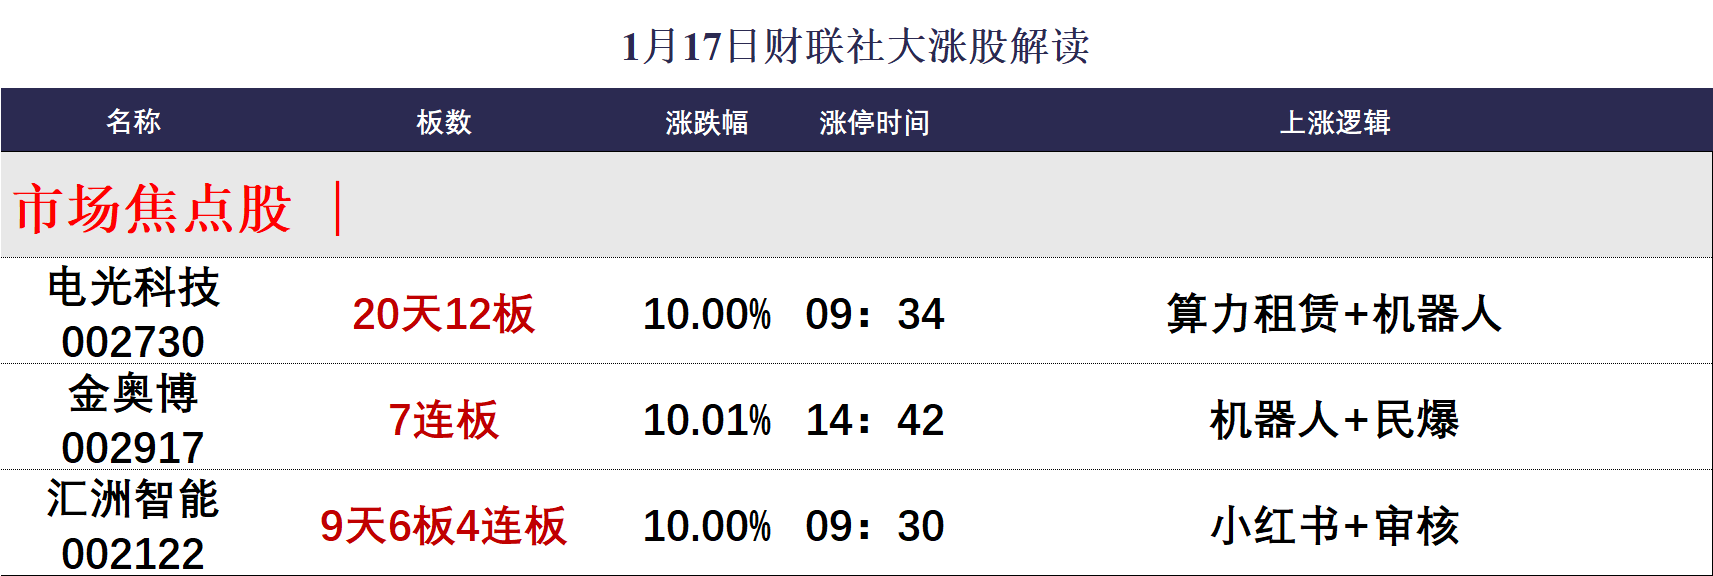 1月17日财联社大涨股解读
名称 板数 涨跌幅 涨停时间 上涨逻辑
市场焦点股 ｜
电光科技
002730 20天12板 10.00% 09：34 算力租赁+机器人
金奥博
002917 7连板 10.01% 14：42 机器人+民爆
汇洲智能
002122 9天6板4连板 10.00% 09：30 小红书+审核